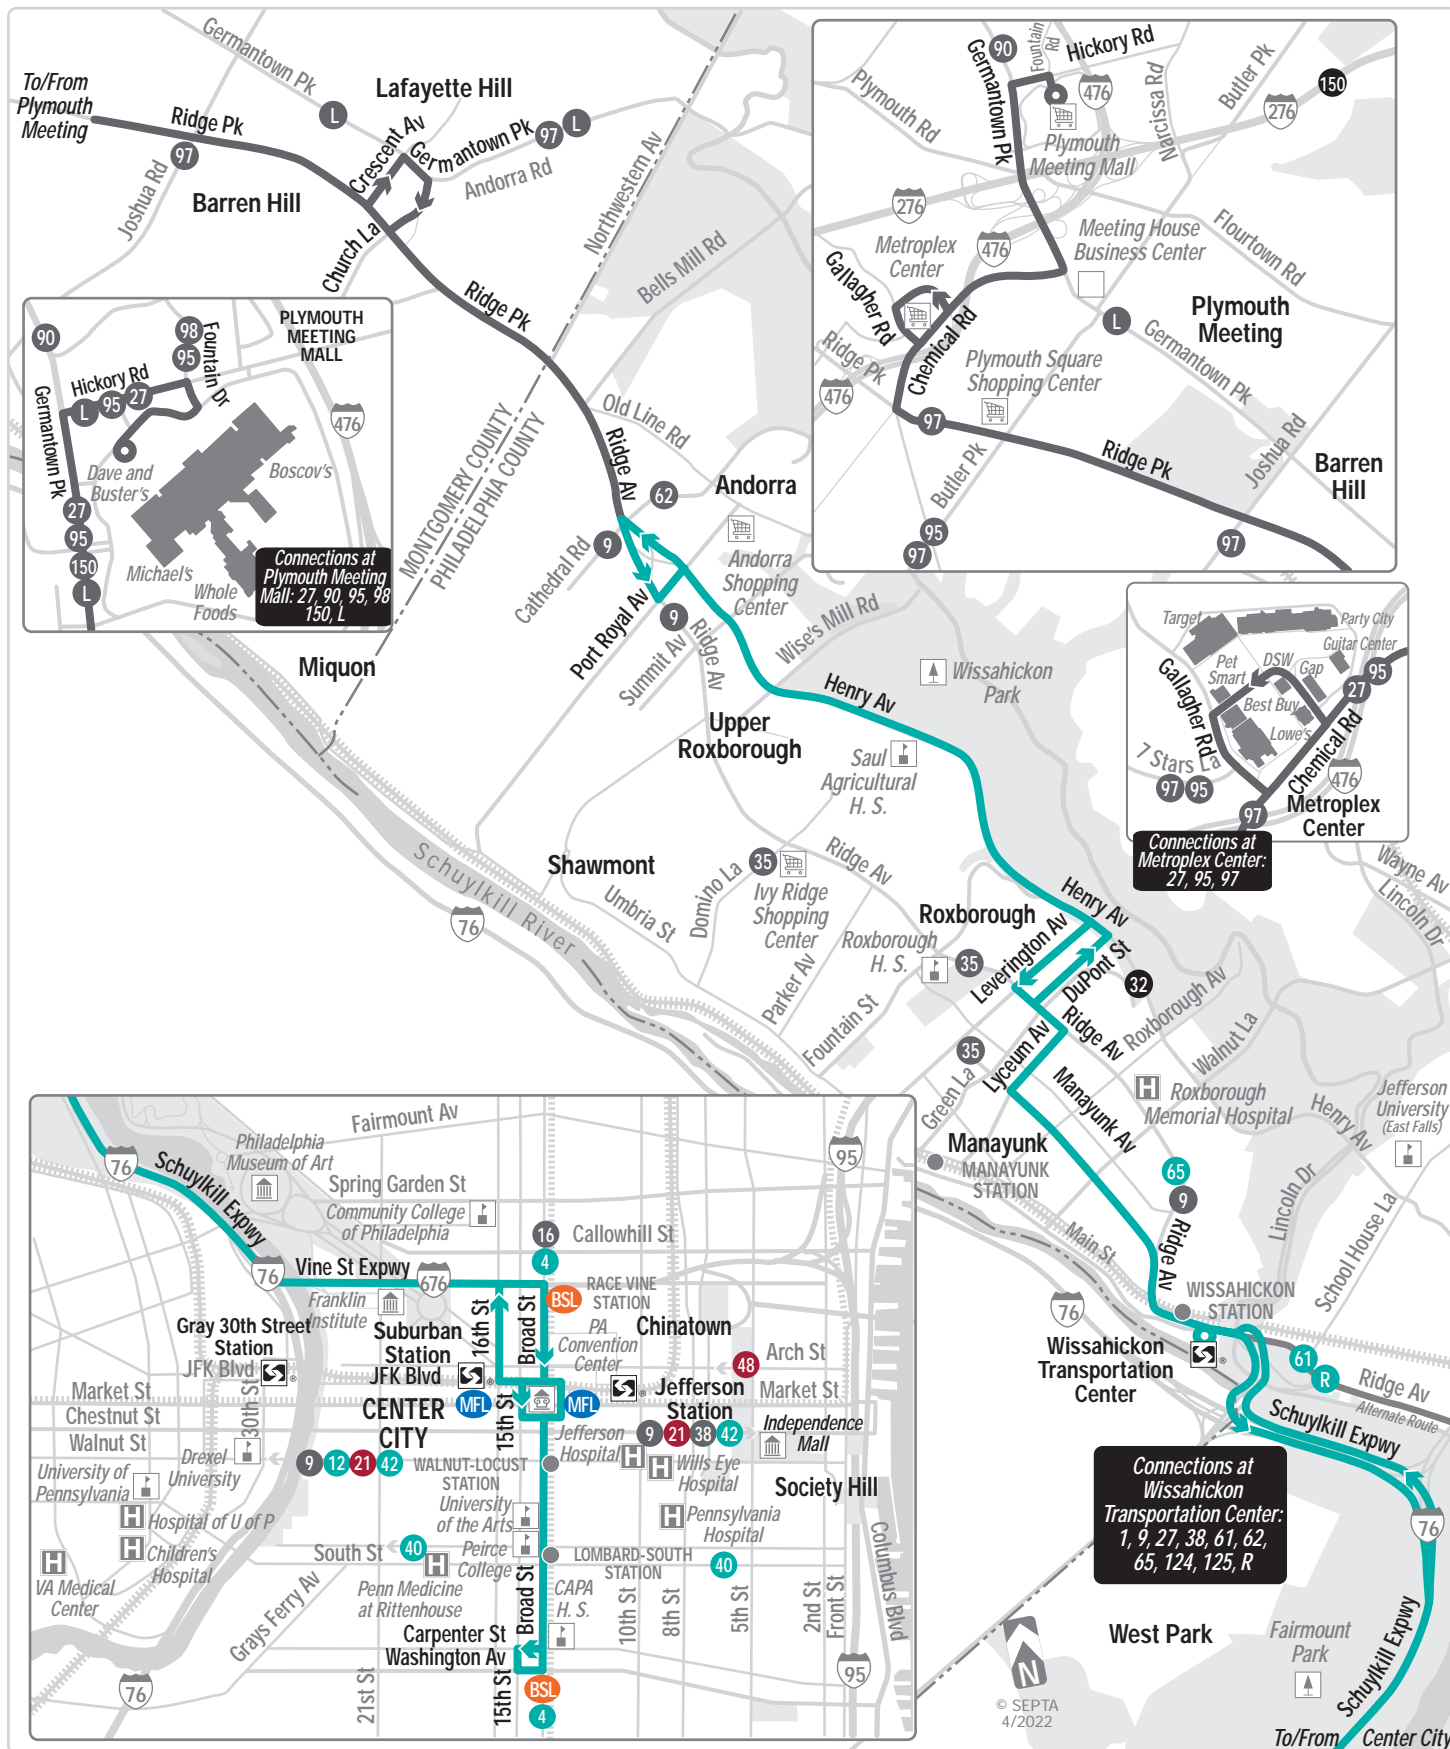 To/From
Plymouth
Meeting
Germantown Pk
Lafayette Hill
Ridge Pk
L
Crescent Av
Germantown Pk
97
L
97
Joshua Rd
Andorra Rd
Barren Hill
Church La
Northwestern Av
Bells Mill Rd
Ridge Pk
MONTGOMERY COUNTY
PHILADELPHIA COUNTY
Old Line Rd
Ridge Av
62
Andorra
9
Cathedral Rd
Andorra
Shopping
Center
Port Royal Av
9
Summit Av
Ridge Av
Wise's Mill Rd
Miquon
Henry Av
Wissahickon
Park
Upper
Roxborough
Saul
Agricultural
H. S.
Shawmont
Schuylkill River
76
Umbria St
Domino La
35
Ivy Ridge
Shopping
Center
Ridge Av
Parker Av
Roxborough
Roxborough
H. S.
35
Fountain St
Henry Av
Leverington Av
DuPont St
32
Roxborough Av
Walnut La
Wayne Av
Lincoln Dr
Ridge Av
Lyceum Av
35
Green La
Manayunk Av
H
Roxborough
Memorial Hospital
Henry Av
Jefferson
University
(East Falls)
Manayunk
MANAYUNK
STATION
65
9
Ridge Av
Main St
Lincoln Dr
School House La
WISSAHICKON
STATION
76
Wissahickon
Transportation
Center
®
61
R
Ridge Av
Alternate Route
Schuylkill Expwy
Connections at
Wissahickon
Transportation Center:
1, 9, 27, 38, 61, 62,
65, 124, 125, R
76
West Park
Fairmount
Park
Schuylkill Expwy
N
© SEPTA
4/2022
To/From Center City
90
98
95
PLYMOUTH
MEETING
MALL
Hickory Rd
Fountain Dr
L
95
27
Germantown Pk
476
Dave and
Buster's
Boscov's
27
95
150
L
Michael's
Whole
Foods
Connections at
Plymouth Meeting
Mall: 27, 90, 95, 98
150, L
90
Fountain
Rd
Hickory Rd
Germantown Pk
Plymouth Rd
476
Narcissa Rd
Butler Pk
150
276
Plymouth
Meeting Mall
276
Metroplex
Center
476
Meeting House
Business Center
Flourtown Rd
Gallagher Rd
Chemical Rd
L
Plymouth
Meeting
Ridge Pk
Plymouth Square
Shopping Center
Germantown Pk
476
97
Ridge Pk
Joshua Rd
Barren
Hill
Butler Pk
95
97
97
Target
Party City
Guitar Center
Pet
Smart
DSW
Gap
95
27
Gallagher Rd
Best Buy
Lowe's
Chemical Rd
7 Stars La
97
95
476
97
Metroplex
Center
Connections at
Metroplex Center:
27, 95, 97
Fairmount Av
76
Philadelphia
Museum of Art
95
Schuylkill Expwy
Spring Garden St
Community College
of Philadelphia
16
Callowhill St
4
76
Vine St Expwy
676
RACE VINE
STATION
BSL
Franklin
Institute
16th St
Broad St
PA
Convention
Center
Chinatown
Gray 30th Street
Station
JFK Blvd
®
Suburban
Station
JFK Blvd
®
48
Arch St
®
Jefferson
Station
Market St
Market St
Chestnut St
Walnut St
30th St
CENTER
CITY
MFL
15th St
MFL
Jefferson
Hospital
H
9
21
38
42
Independence
Mall
Drexel
University
9
12
21
42
WALNUT-LOCUST
STATION
H
Wills Eye
Hospital
University of
Pennsylvania
University
of the Arts
Society Hill
H
Hospital of U of P
H
Pennsylvania
Hospital
H
Children's
Hospital
South St
40
H
Peirce
College
LOMBARD-SOUTH
STATION
40
H
VA Medical
Center
Penn Medicine
at Rittenhouse
Broad St
CAPA
H. S.
Grays Ferry Av
Carpenter St
Washington Av
10th St
8th St
5th St
2nd St
Front St
Columbus Blvd
76
21st St
15th St
BSL
4
95